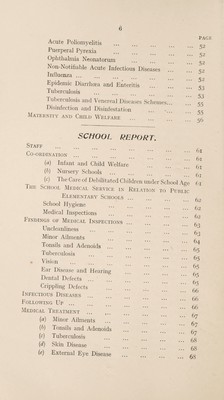 6
PAGE
Acute Poliomyelitis ... ... ... ... ... 52
Puerperal Pyrexia ... ... ... ... ... 52
Ophthalmia Neonatorum ... ... ... ... 52
Non-Notifiable Acute Infectious Diseases ... ... 52
Influenza ... ... ... ... ... ... 52
Epidemic Diarrhœa and Enteritis ... ... ... 53
Tuberculosis ... ... ... ... ... 53
Tuberculosis and Venereal Diseases Schemes... ... 55
Disinfection and Disinfestation ... ... ... 55
MATERNITY AND CHILD WELFARE ... ... ... ... 56
SCHOOL REPORT.
STAFF ... ... ... ... ... ... ... 61
CO-ORDINATION ... ... ... ... ... ... 61
(a) Infant and Child Welfare ... ... ... 61
(b) Nursery Schools ... ... ... ... 61
(c) The Care of Debilitated Children under School Age 61
THE SCHOOL MEDICAL SERVICE IN RELATION TO PUBLIC
ELEMENTARY SCHOOLS ... ... ... ... 62
School Hygiene ... ... ... ... ... 62
Medical Inspections ... ... ... ... 62
FINDINGS OF MEDICAL INSPECTIONS ... ... ... ... 63
Uncleanliness ... ... ... ... ... 63
Minor Ailments ... ... ... ... ... 64
Tonsils and Adenoids ... ... ... ... 65
Tuberculosis ... ... ... ... ... 65
Vision ... ... ... ... ... ... 65
Ear Disease and Hearing ... ... ... ... 65
Dental Defects ... ... ... ... ... 65
Crippling Defects ... ... ... ... ... 66
INFECTIOUS DISEASES ... ... ... ... ... 66
FOLLOWING UP ... ... ... ... ... ... 66
MEDICAL TREATMENT ... ... ... ... ... 67
(a) Minor Ailments ... ... ... ... 67
(b) Tonsils and Adenoids ... ... ... 67
(c) Tuberculosis ... ... ... ... 68
(d) Skin Disease ... ... ... ... 68
(e) External Eye Disease ... ... ... 68